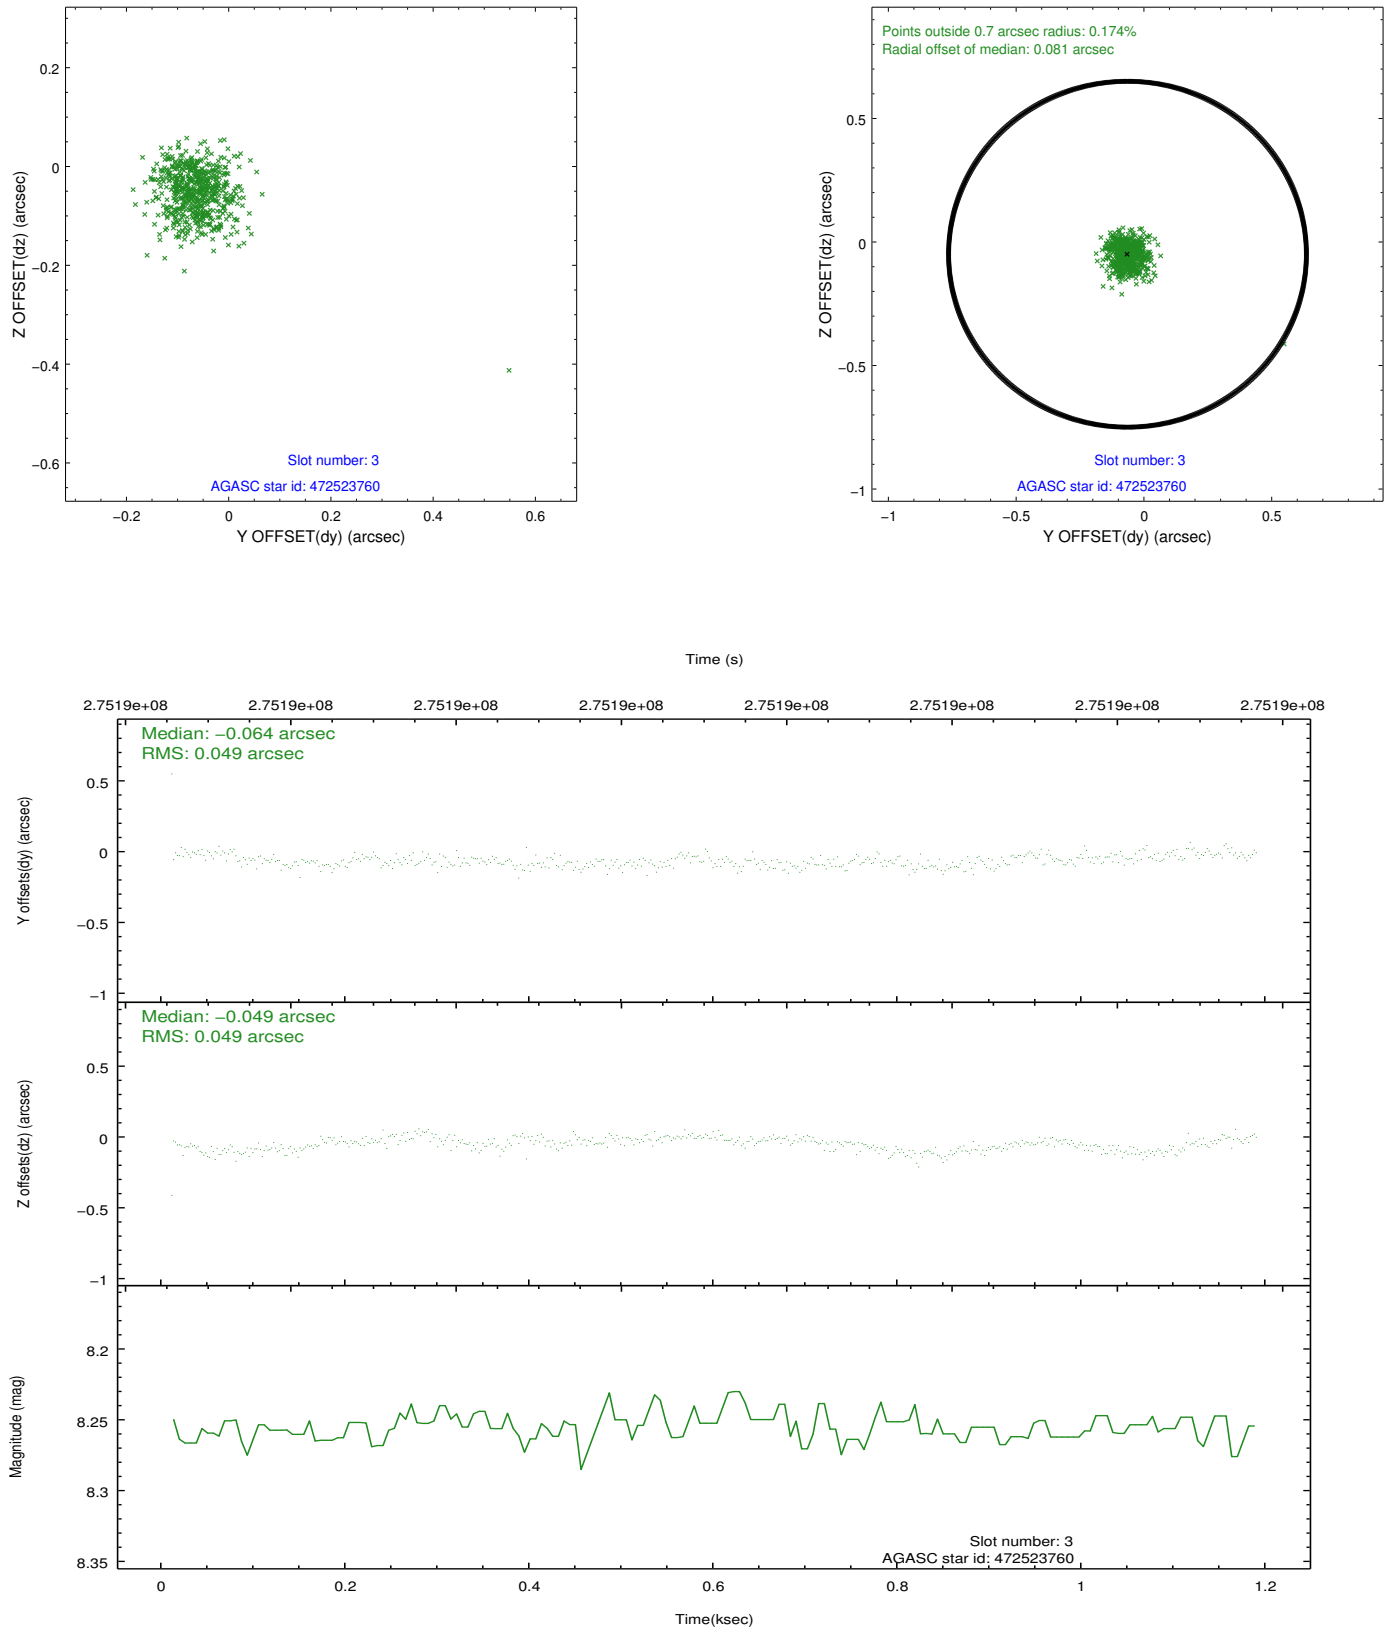 0.2
0
−0.2
−0.4
−0.6
Z OFFSET(dz) (arcsec)
Slot number: 3
AGASC star id: 472523760
−0.2 0 0.2 0.4 0.6
Y OFFSET(dy) (arcsec)
Points outside 0.7 arcsec radius: 0.174%
Radial offset of median: 0.081 arcsec
0.5
0
−0.5
−1
Z OFFSET(dz) (arcsec)
Slot number: 3
AGASC star id: 472523760
−1 −0.5 0 0.5
Y OFFSET(dy) (arcsec)
Time (s)
2.7519e+08 2.7519e+08 2.7519e+08 2.7519e+08 2.7519e+08 2.7519e+08 2.7519e+08 2.7519e+08
Median: −0.064 arcsec
RMS: 0.049 arcsec
0.5
0
−0.5
−1
Y offsets(dy) (arcsec)
Median: −0.049 arcsec
RMS: 0.049 arcsec
0.5
0
−0.5
−1
Z offsets(dz) (arcsec)
8.2
8.25
8.3
8.35
Magnitude (mag)
Slot number: 3
AGASC star id: 472523760
0 0.2 0.4 0.6 0.8 1 1.2
Time(ksec)